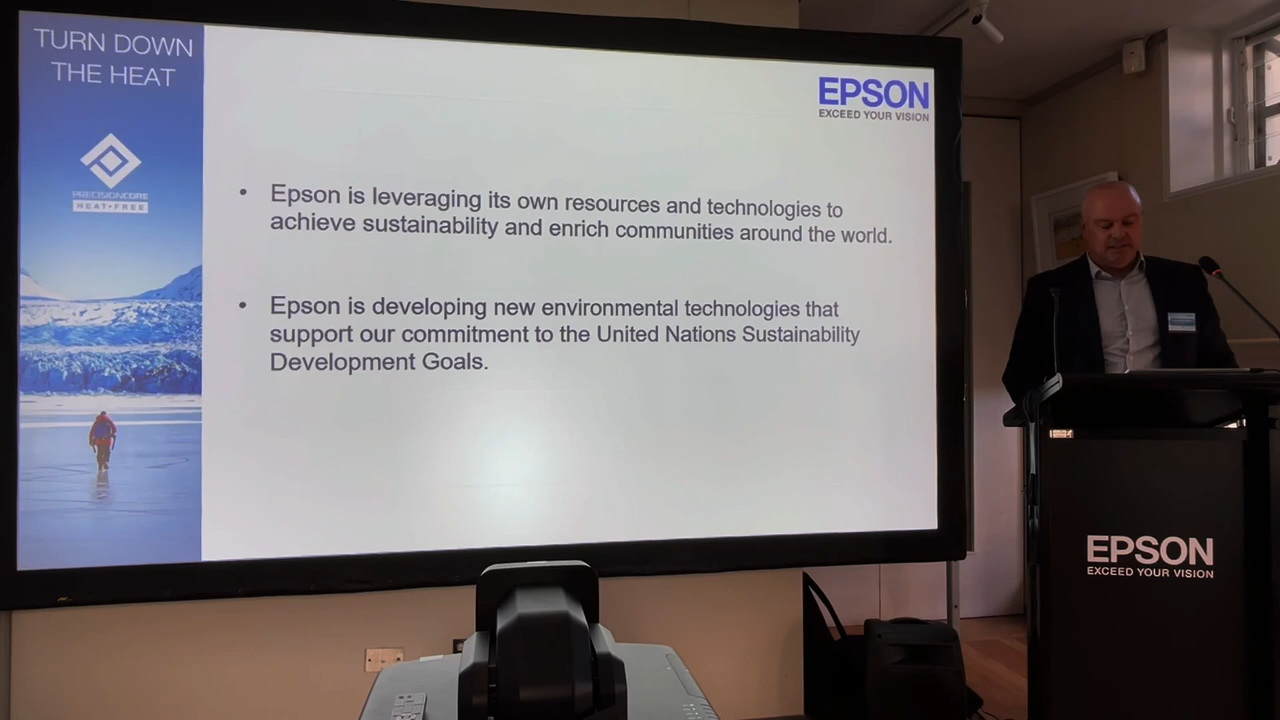 TURN DOWN
THE HEAT
PRECISIONCORE
HEAT•FREE
EPSON
EXCEED YOUR VISION
• Epson is leveraging its own resources and technologies to
achieve sustainability and enrich communities around the world.
• Epson is developing new environmental technologies that
support our commitment to the United Nations Sustainability
Development Goals.
EPSON
EXCEED YOUR VISION